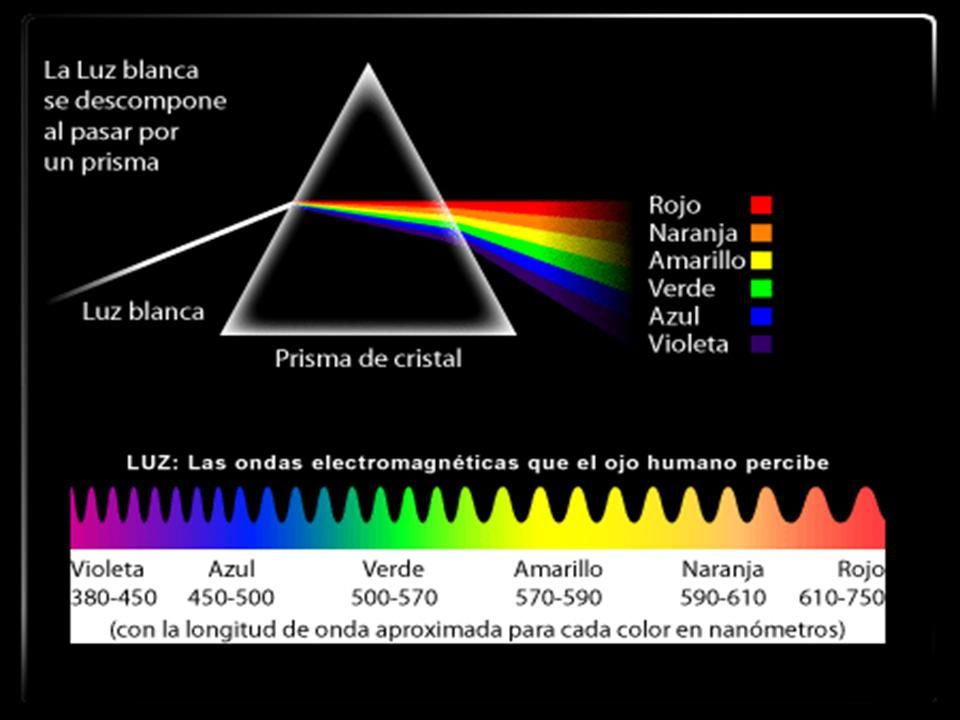 La Luz blanca
se descompone
al pasar por
un prisma
Luz blanca
Prisma de cristal
Rojo
Naranja
Amarillo
Verde
Azul
Violeta
LUZ: Las ondas electromagnéticas que el ojo humano percibe
Violeta Azul Verde Amarillo Naranja Rojo
380-450 450-500 500-570 570-590 590-610 610-750
(con la longitud de onda aproximada para cada color en nanómetros)